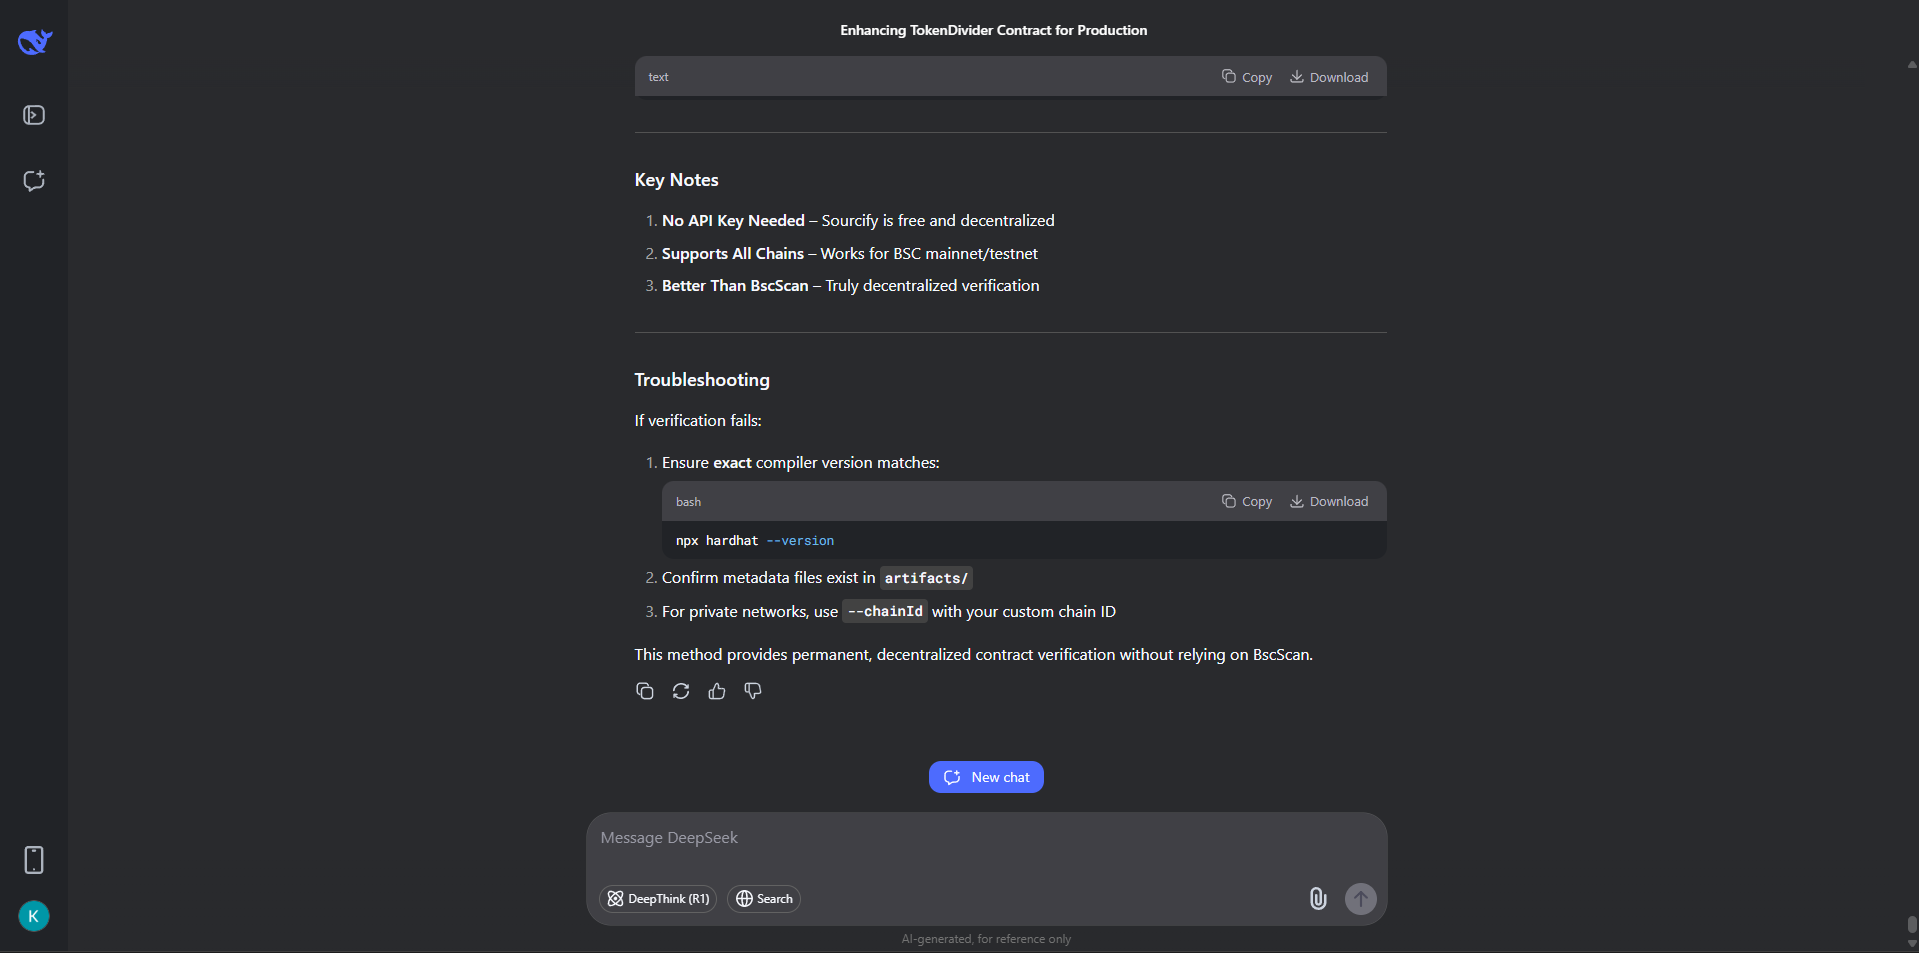 Enhancing TokenDivider Contract for Production
text
Copy
Download
Key Notes
1. No API Key Needed – Sourcify is free and decentralized
2. Supports All Chains – Works for BSC mainnet/testnet
3. Better Than BscScan – Truly decentralized verification
Troubleshooting
If verification fails:
1. Ensure exact compiler version matches:
bash
Copy
Download
npx hardhat --version
2. Confirm metadata files exist in artifacts/
3. For private networks, use --chainId with your custom chain ID
This method provides permanent, decentralized contract verification without relying on BscScan.
New chat
Message DeepSeek
DeepThink (R1)
Search
K
AI-generated, for reference only